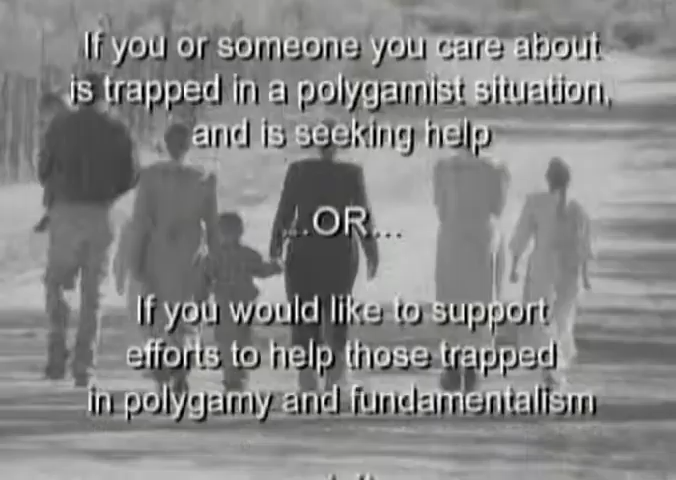 If you or someone you care about
is trapped in a polygamist situation,
and is seeking help
...OR...
If you would like to support
efforts to help those trapped
in polygamy and fundamentalism